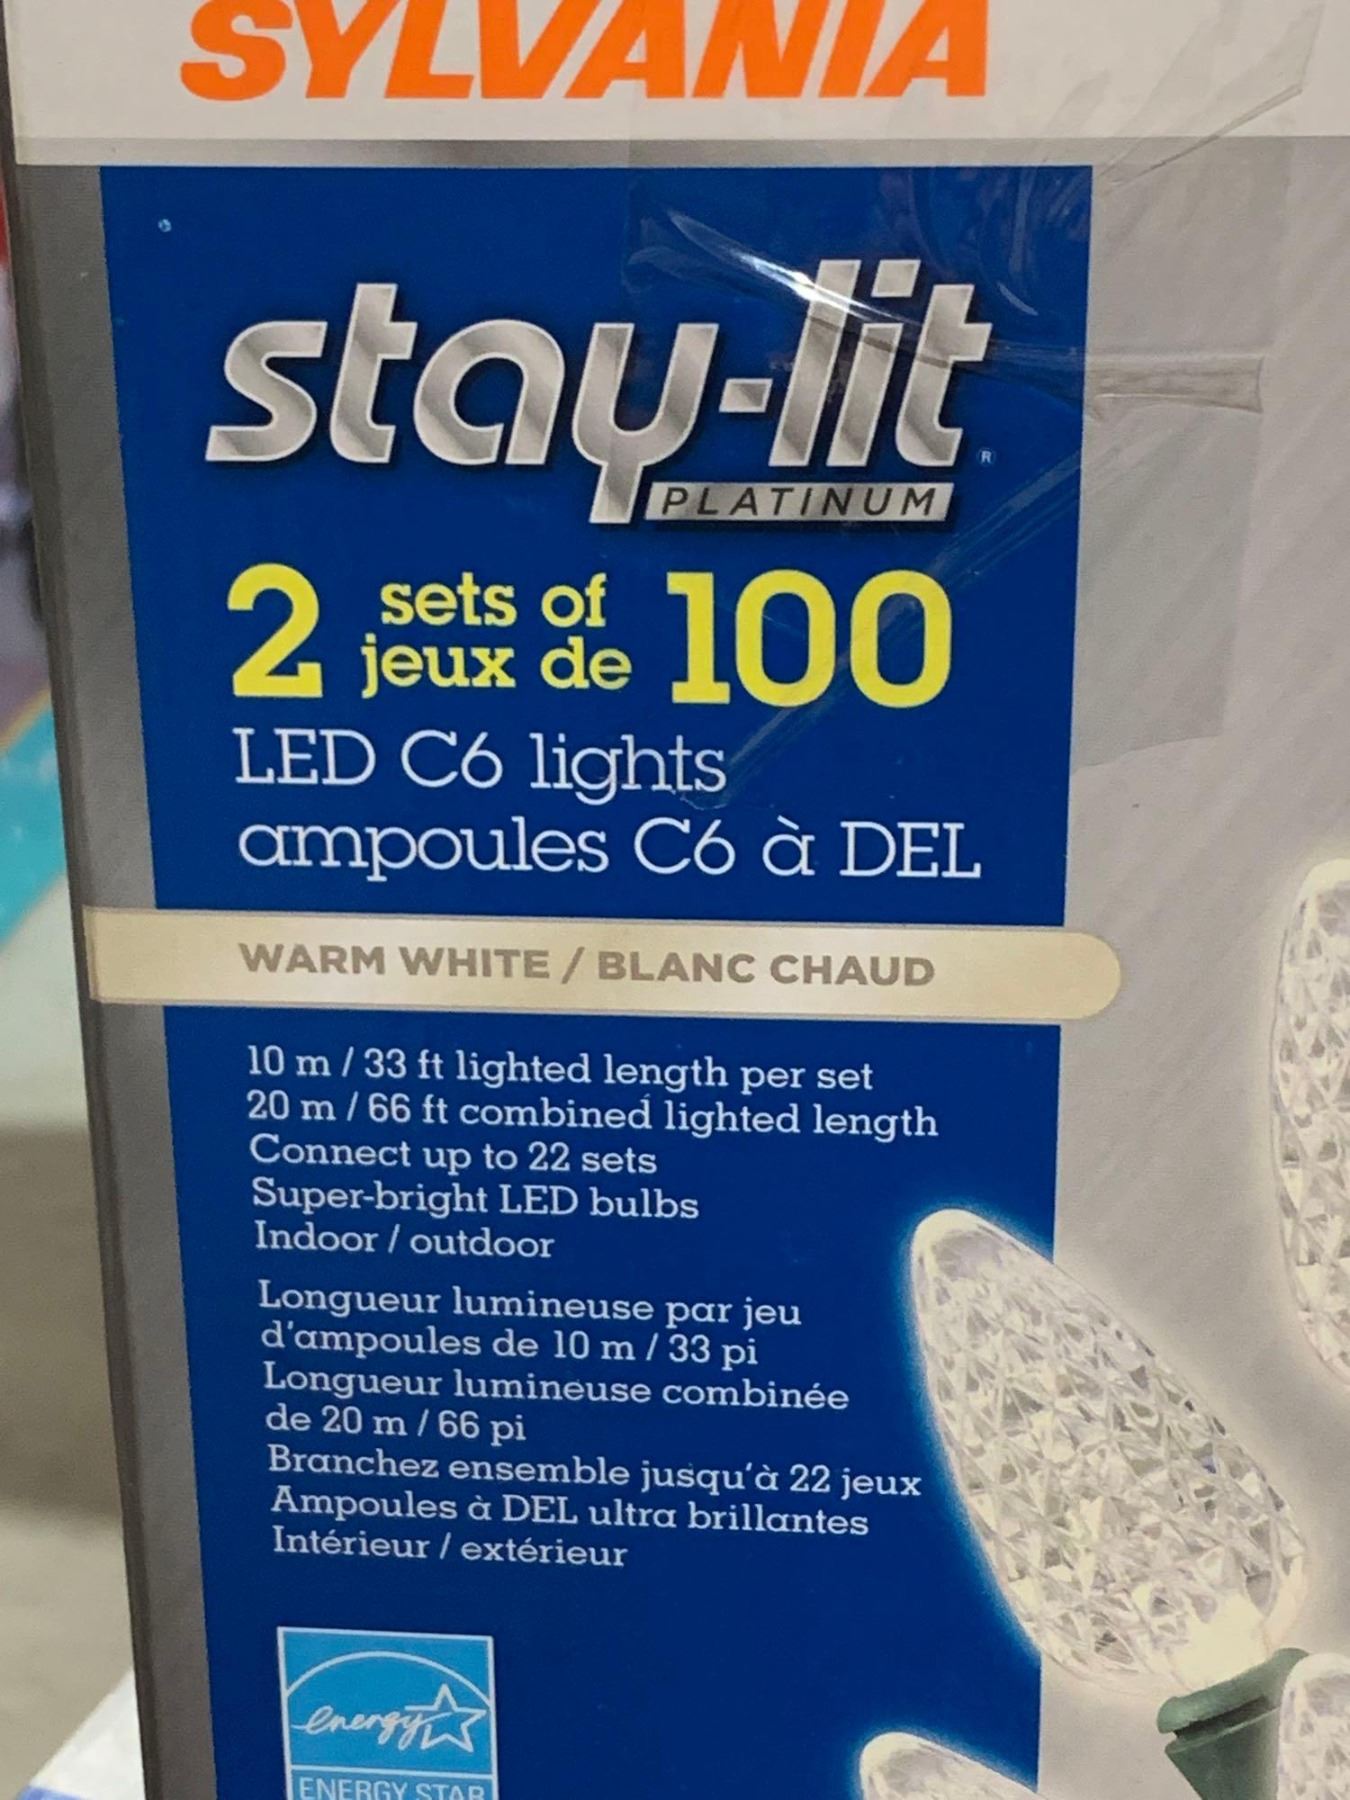 SYLVANIA
stay-lit®
PLATINUM
2 sets of 100
jeux de
LED C6 lights
ampoules C6 à DEL
WARM WHITE / BLANC CHAUD
10 m / 33 ft lighted length per set
20 m / 66 ft combined lighted length
Connect up to 22 sets
Super-bright LED bulbs
Indoor / outdoor
Longueur lumineuse par jeu
d'ampoules de 10 m / 33 pi
Longueur lumineuse combinée
de 20 m / 66 pi
Branchez ensemble jusqu'à 22 jeux
Ampoules à DEL ultra brillantes
Intérieur / extérieur
energy
ENERGY STAR